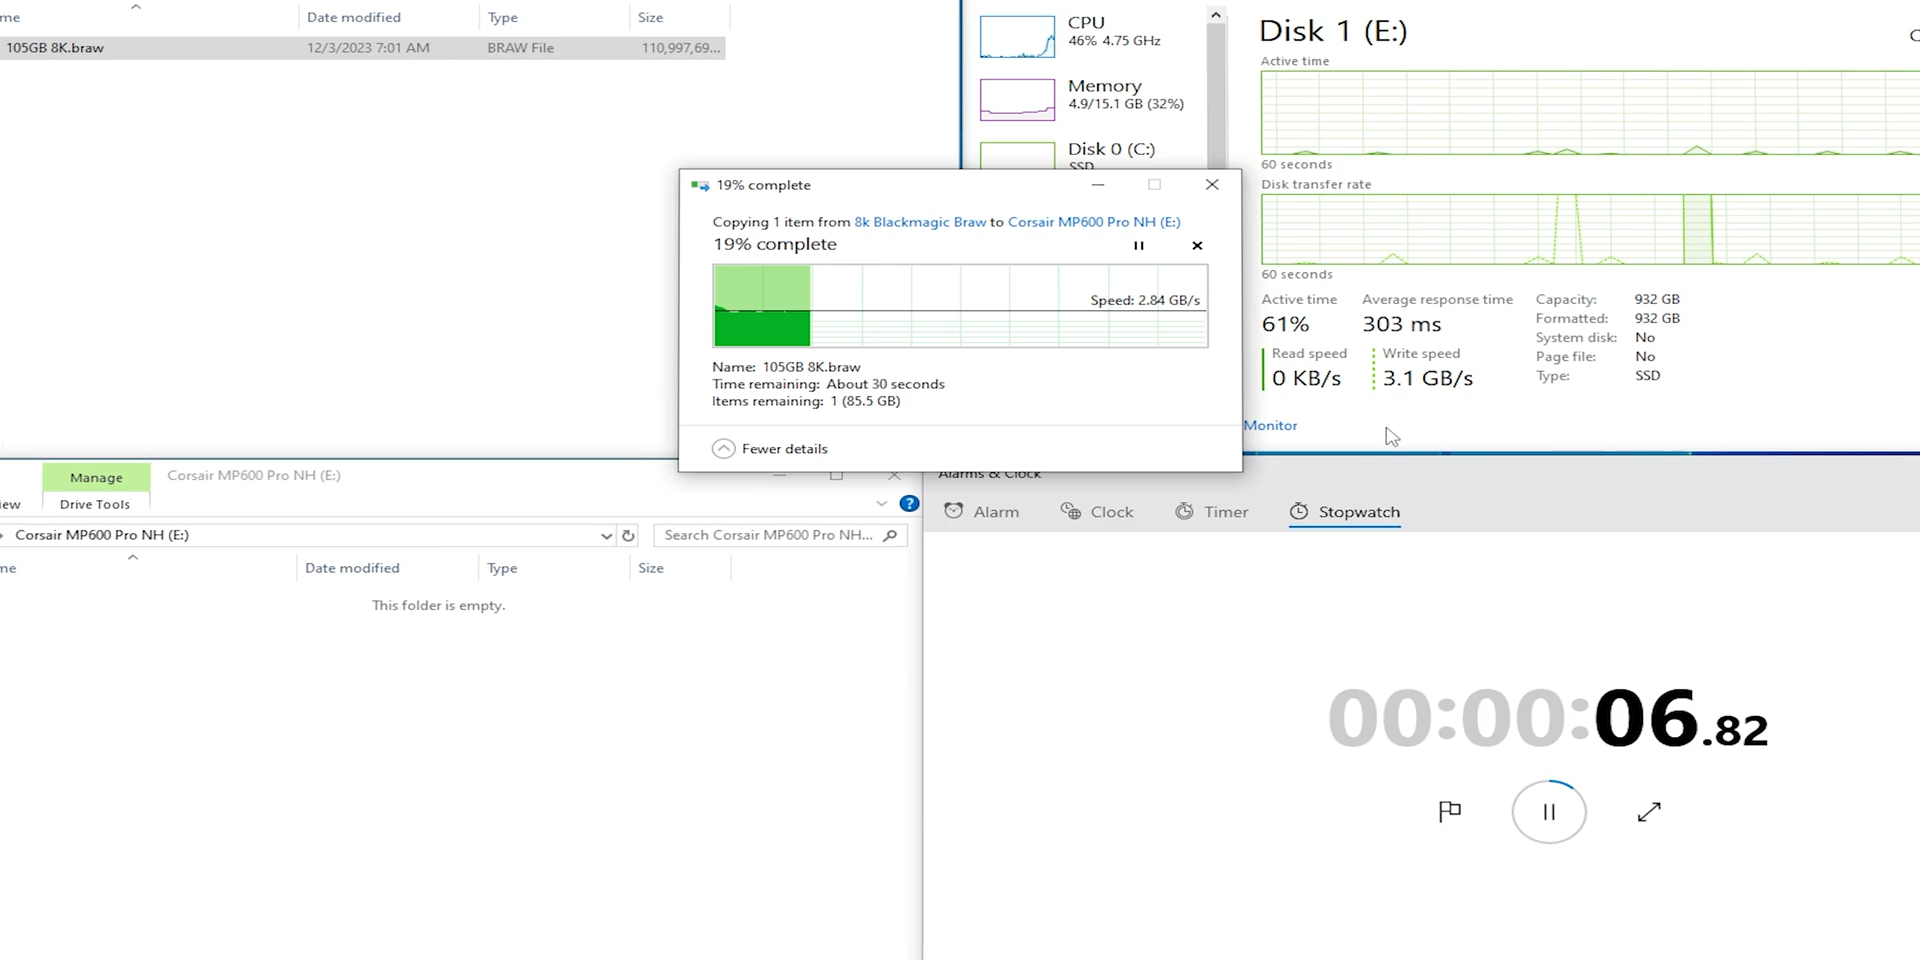 me Date modified Type Size
105GB 8K.braw 12/3/2023 7:01 AM BRAW File 110,997,69...
CPU
46% 4.75 GHz
Memory
4.9/15.1 GB (32%)
Disk 0 (C:)
SSD
Disk 1 (E:)
Active time
60 seconds
Disk transfer rate
60 seconds
Active time Average response time
61% 303 ms
Read speed Write speed
0 KB/s 3.1 GB/s
Capacity: 932 GB
Formatted: 932 GB
System disk: No
Page file: No
Type: SSD
Monitor
19% complete
Copying 1 item from 8k Blackmagic Braw to Corsair MP600 Pro NH (E:)
19% complete
Speed: 2.84 GB/s
Name: 105GB 8K.braw
Time remaining: About 30 seconds
Items remaining: 1 (85.5 GB)
Fewer details
Manage Corsair MP600 Pro NH (E:)
ew Drive Tools
Corsair MP600 Pro NH (E:) Search Corsair MP600 Pro NH...
me Date modified Type Size
This folder is empty.
Alarms & Clock
Alarm Clock Timer Stopwatch
00:00:06.82